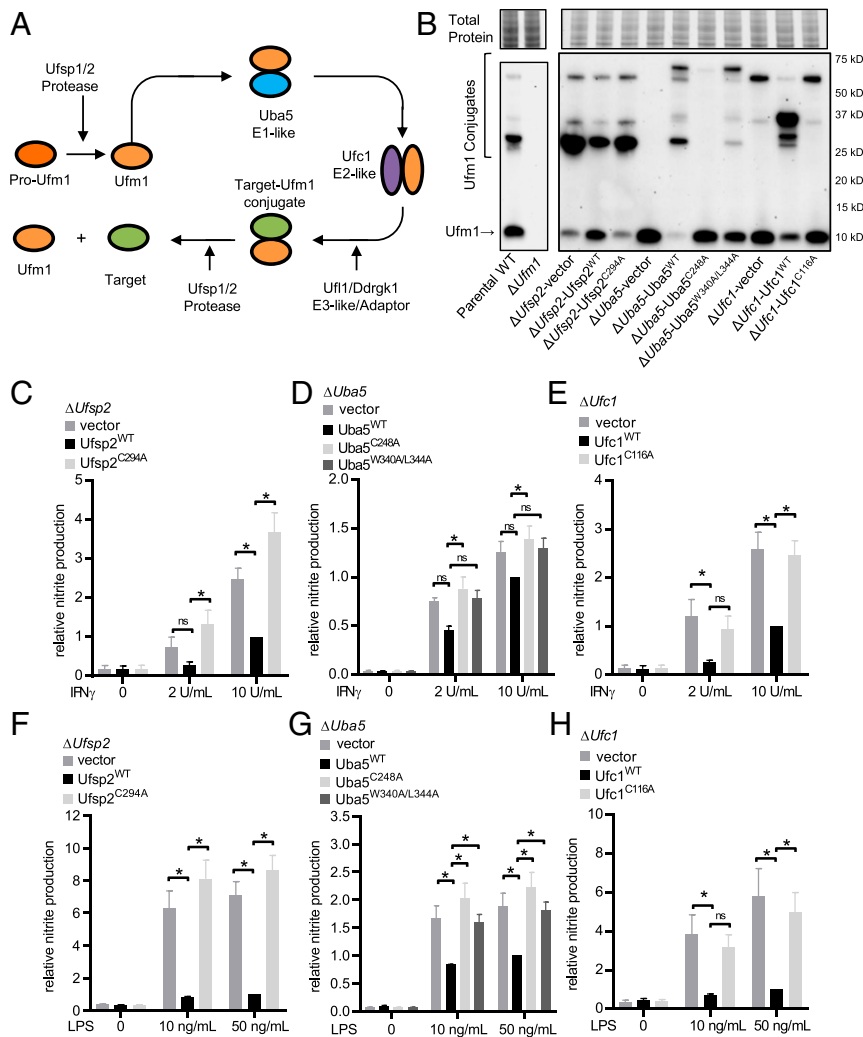 A
Ufsp1/2
Protease
Pro-Ufm1
Ufm1
Uba5
E1-like
Ufc1
E2-like
Target-Ufm1
conjugate
Ufm1
+
Target
Ufsp1/2
Protease
Ufl1/Ddrgk1
E3-like/Adaptor
B
Total
Protein
Ufm1 Conjugates
Ufm1→
75 kD
50 kD
37 kD
25 kD
15 kD
10 kD
Parental WT
ΔUfm1
ΔUfsp2-vector
ΔUfsp2-Ufsp2WT
ΔUfsp2-Ufsp2C294A
ΔUba5-vector
ΔUba5-Uba5WT
ΔUba5-Uba5C248A
ΔUba5-Uba5W340A/L344A
ΔUfc1-vector
ΔUfc1-Ufc1WT
ΔUfc1-Ufc1C116A
C
ΔUfsp2
vector
Ufsp2WT
Ufsp2C294A
relative nitrite production
5
4
3
2
1
0
ns
*
*
*
IFNγ 0 2 U/mL 10 U/mL
D
ΔUba5
vector
Uba5WT
Uba5C248A
Uba5W340A/L344A
relative nitrite production
2.0
1.5
1.0
0.5
0.0
ns
*
ns
ns
*
ns
IFNγ 0 2 U/mL 10 U/mL
E
ΔUfc1
vector
Ufc1WT
Ufc1C116A
relative nitrite production
4
3
2
1
0
*
ns
*
*
IFNγ 0 2 U/mL 10 U/mL
F
ΔUfsp2
vector
Ufsp2WT
Ufsp2C294A
relative nitrite production
12
10
8
6
4
2
0
*
*
*
*
LPS 0 10 ng/mL 50 ng/mL
G
ΔUba5
vector
Uba5WT
Uba5C248A
Uba5W340A/L344A
relative nitrite production
3.0
2.5
2.0
1.5
1.0
0.5
0.0
*
*
*
*
*
*
LPS 0 10 ng/mL 50 ng/mL
H
ΔUfc1
vector
Ufc1WT
Ufc1C116A
relative nitrite production
8
6
4
2
0
*
ns
*
*
LPS 0 10 ng/mL 50 ng/mL